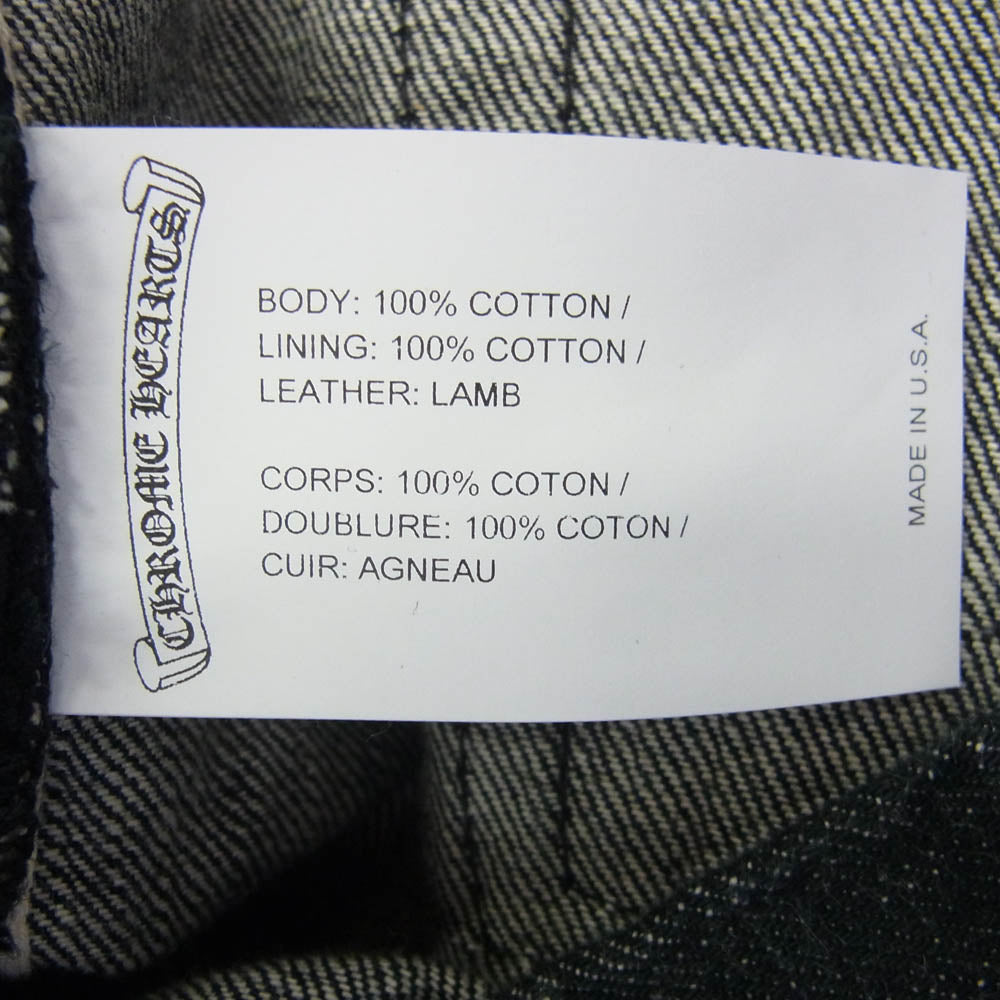 CHROME HEARTS
BODY: 100% COTTON /
LINING: 100% COTTON /
LEATHER: LAMB
CORPS: 100% COTON /
DOUBLURE: 100% COTON /
CUIR: AGNEAU
MADE IN U.S.A.